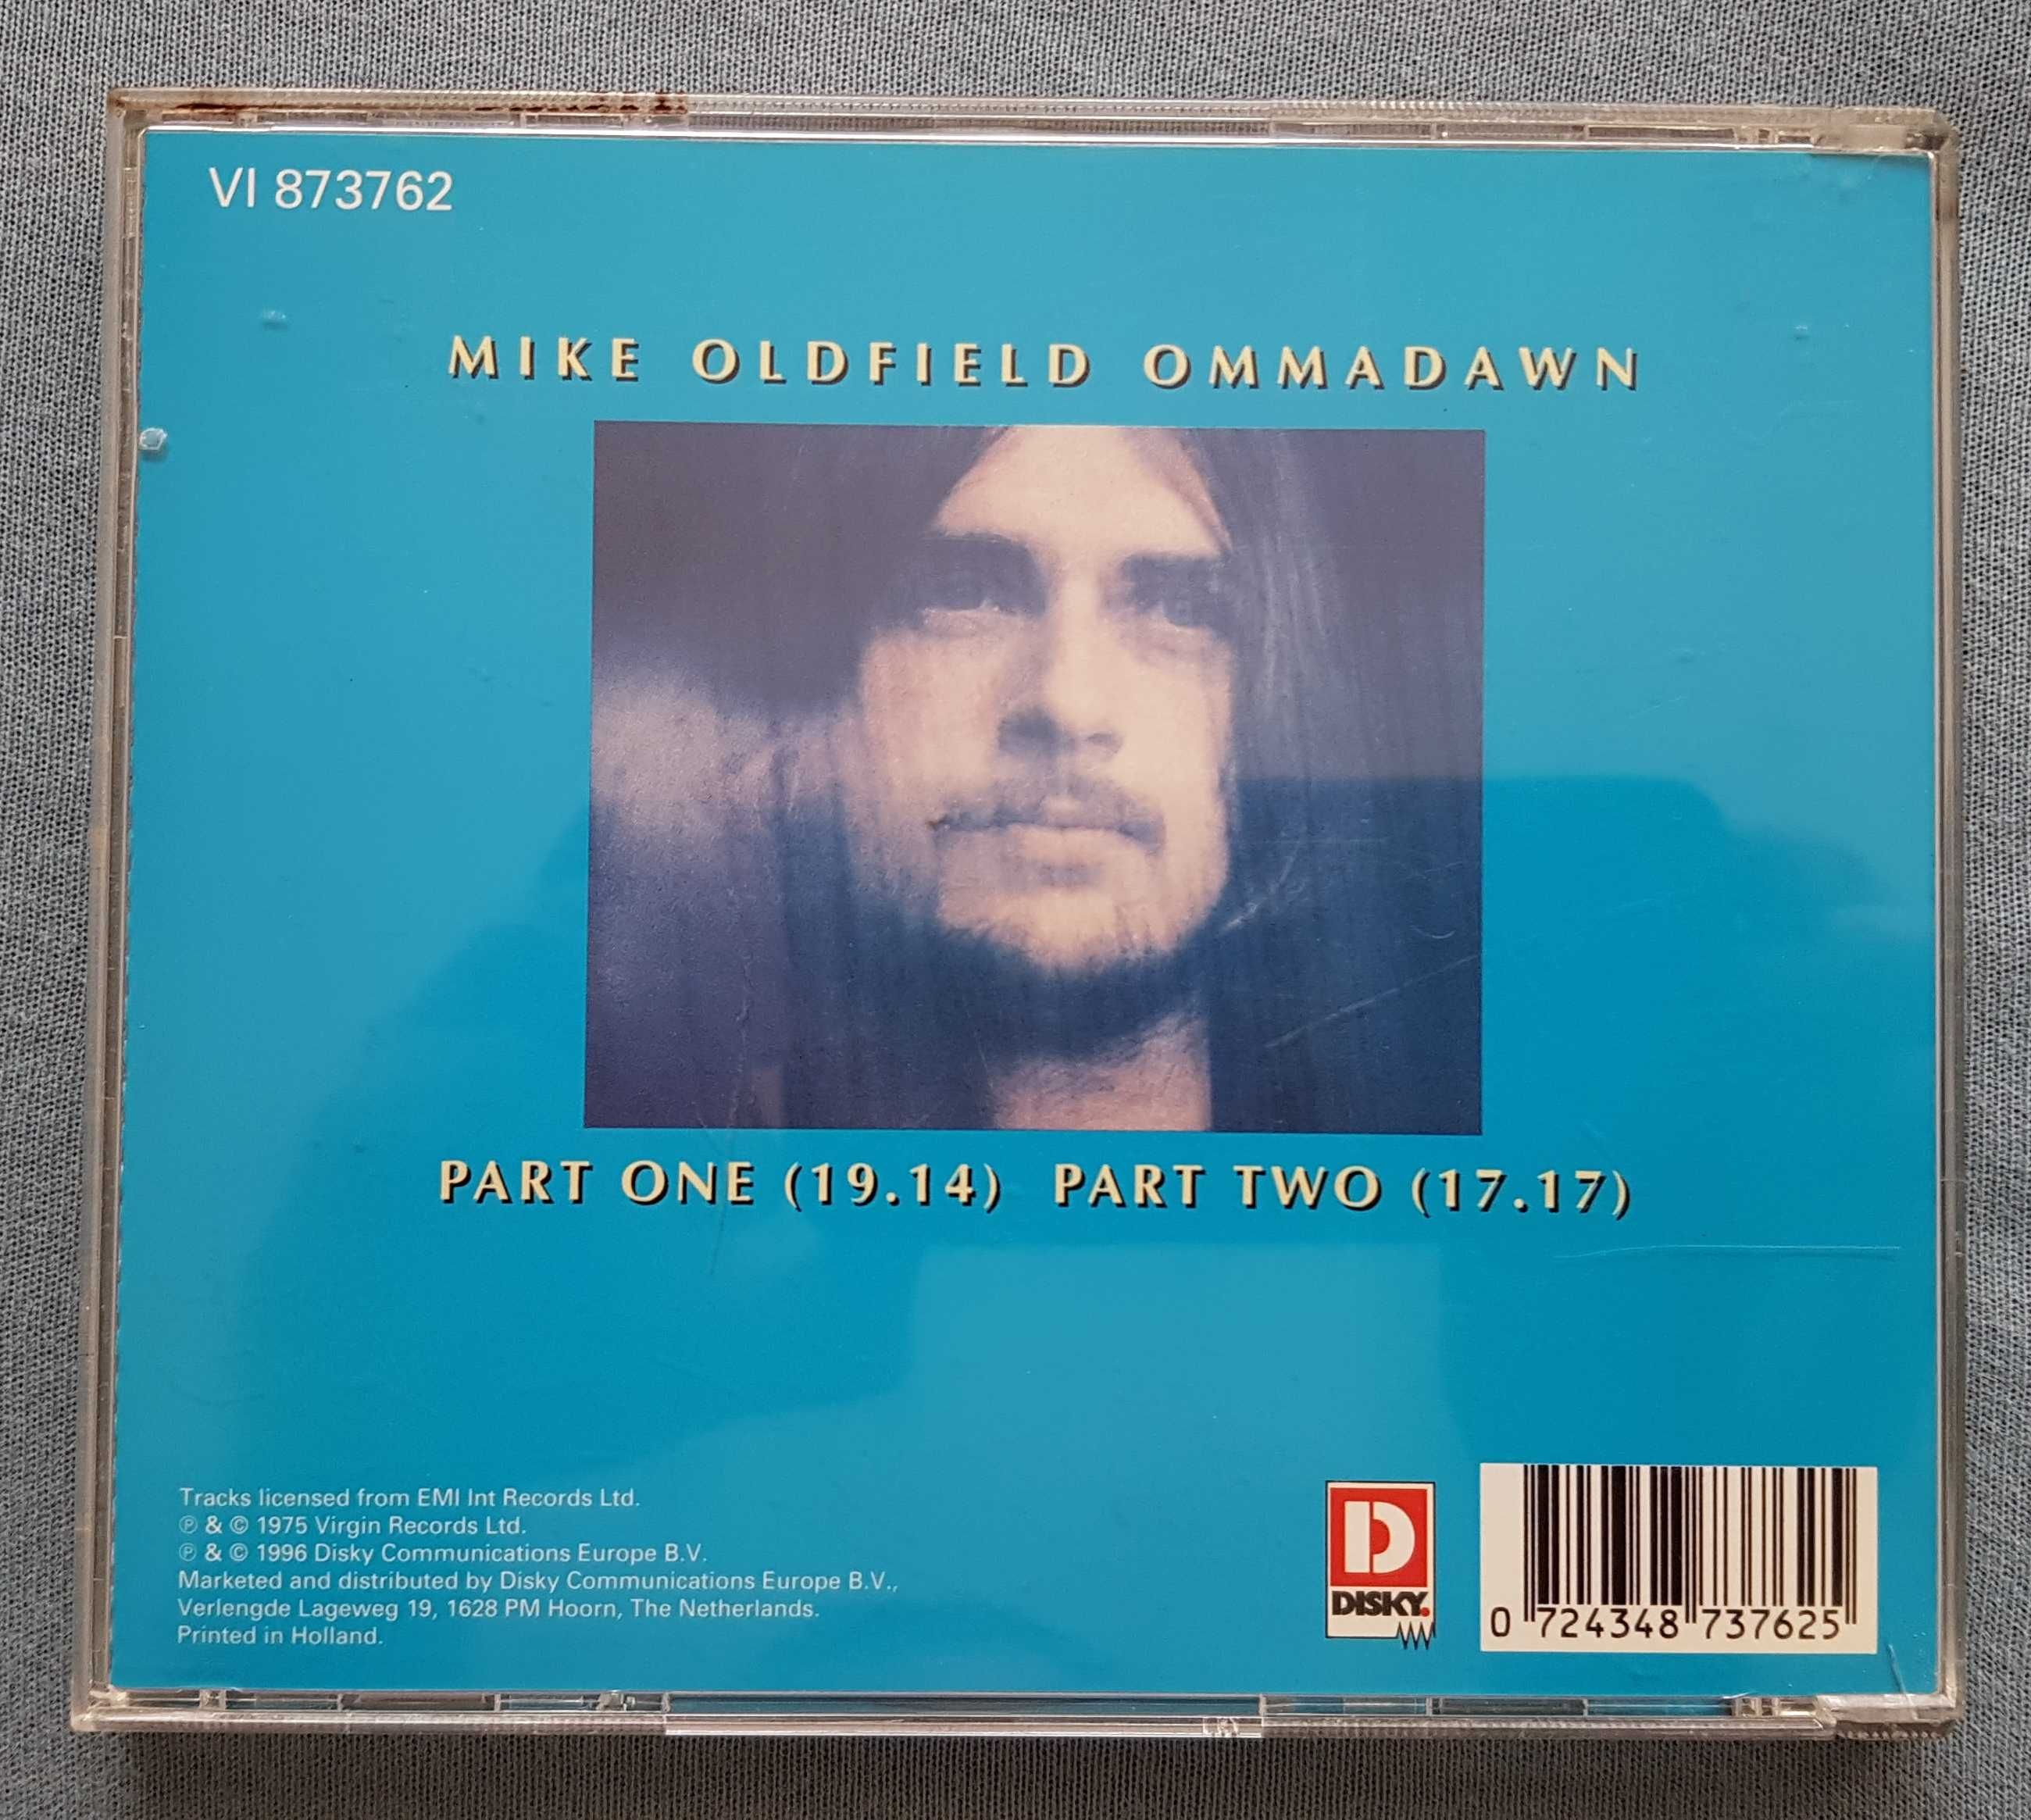 VI 873762
MIKE OLDFIELD OMMADAWN
PART ONE (19.14) PART TWO (17.17)
Tracks licensed from EMI Int Records Ltd.
℗ & © 1975 Virgin Records Ltd.
℗ & © 1996 Disky Communications Europe B.V.
Marketed and distributed by Disky Communications Europe B.V.,
Verlengde Lageweg 19, 1628 PM Hoorn, The Netherlands.
Printed in Holland.
D
DISKY.
0 724348 737625